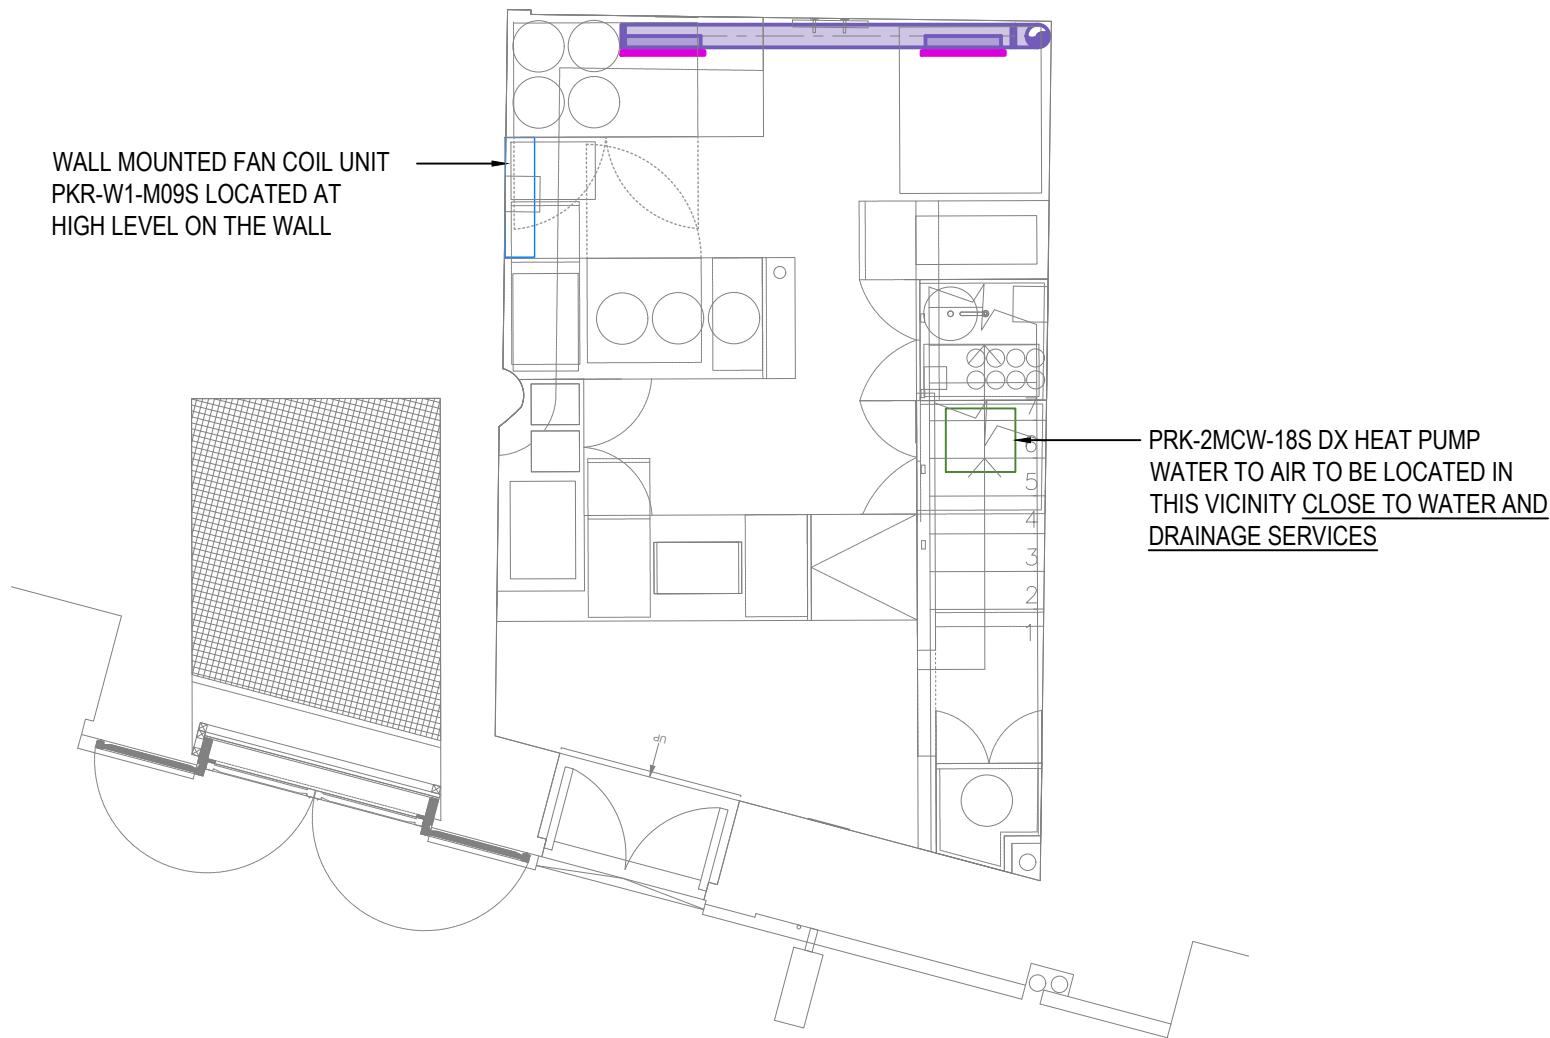 WALL MOUNTED FAN COIL UNIT
PKR-W1-M09S LOCATED AT
HIGH LEVEL ON THE WALL
PRK-2MCW-18S DX HEAT PUMP
WATER TO AIR TO BE LOCATED IN
THIS VICINITY CLOSE TO WATER AND
DRAINAGE SERVICES
7
6
5
4
3
2
1
up